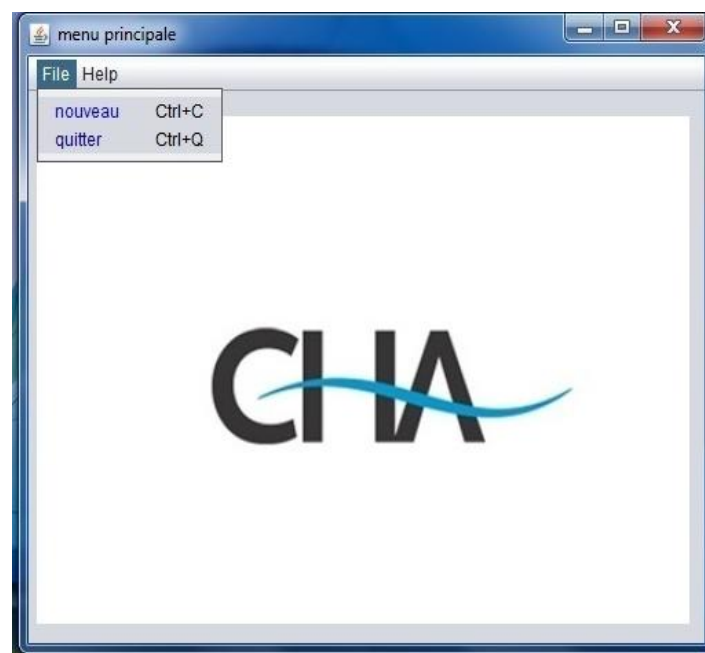 menu principale
File Help
nouveau Ctrl+C
quitter Ctrl+Q
CHA